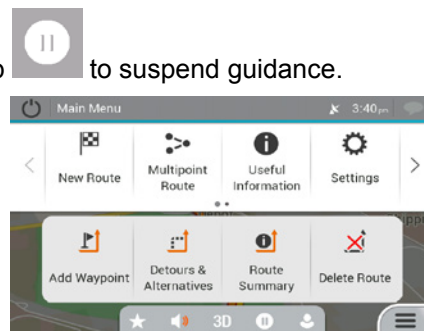 to suspend guidance.
Main Menu 3:40 pm
New Route
Multipoint Route
Useful Information
Settings
Add Waypoint
Detours & Alternatives
Route Summary
Delete Route
3D